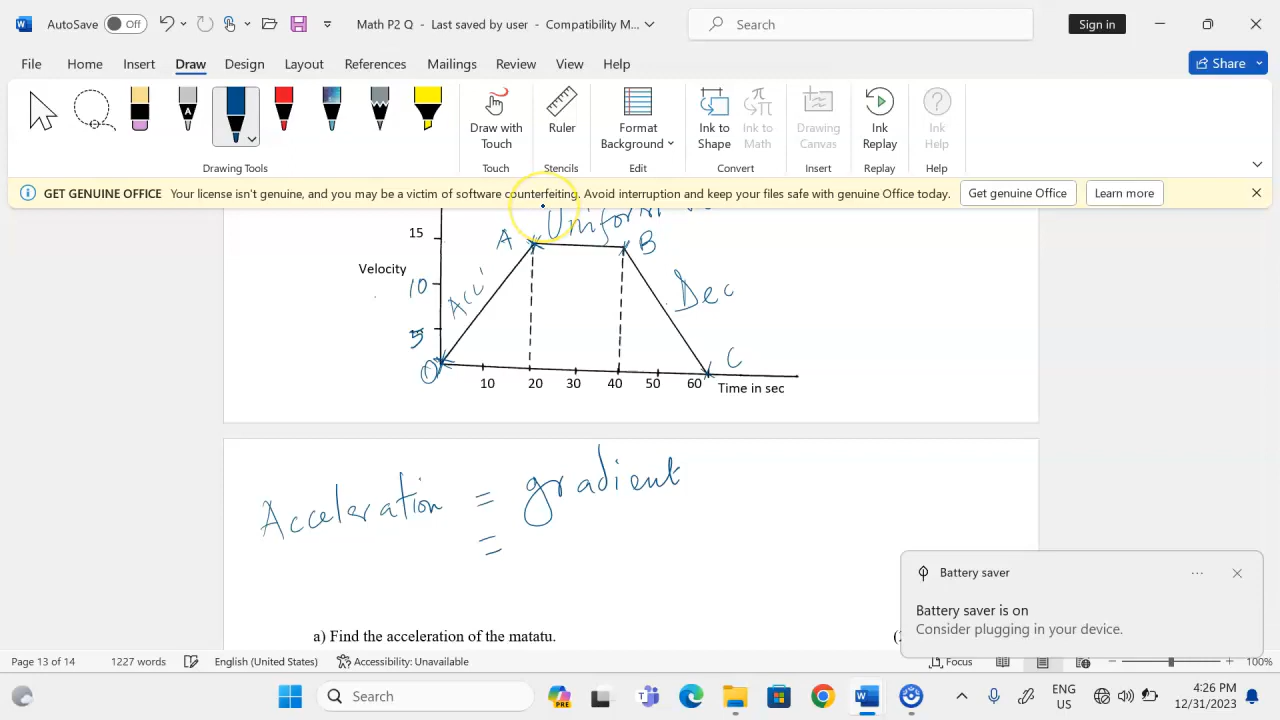 AutoSave Off Math P2 Q - Last saved by user - Compatibility M... Search Sign in
File Home Insert Draw Design Layout References Mailings Review View Help Share
Draw with Touch Ruler Format Background Ink to Shape Ink to Math Drawing Canvas Ink Replay Ink Help
Drawing Tools Touch Stencils Edit Convert Insert Replay Help
GET GENUINE OFFICE Your license isn't genuine, and you may be a victim of software counterfeiting. Avoid interruption and keep your files safe with genuine Office today. Get genuine Office Learn more
15 A B
Velocity
10 Acc' Dec
5
O C
10 20 30 40 50 60 Time in sec
Acceleration = gradient
=
Battery saver
Battery saver is on
Consider plugging in your device.
a) Find the acceleration of the matatu. (2
Page 13 of 14 1227 words English (United States) Accessibility: Unavailable Focus 100%
Search PRE ENG US 4:26 PM 12/31/2023